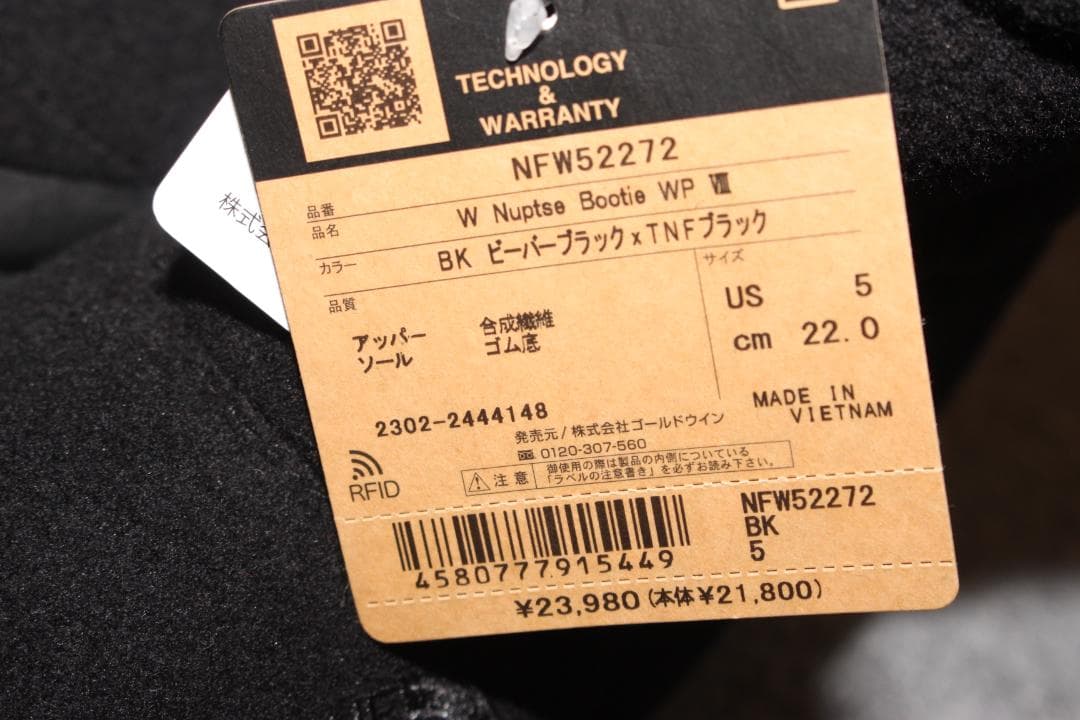 TECHNOLOGY
&
WARRANTY
品番 NFW52272
品名 W Nuptse Bootie WP Ⅷ
カラー BK ビーバーブラック×TNFブラック
品質
アッパー 合成繊維
ソール ゴム底
サイズ
US 5
cm 22.0
2302-2444148
MADE IN
VIETNAM
発売元/株式会社ゴールドウイン
0120-307-560
RFID
注意
御使用の際は製品の内側についている
「ラベルの注意書き」を必ずお読み下さい。
4580777915449
NFW52272
BK
5
¥23,980(本体¥21,800)
株式